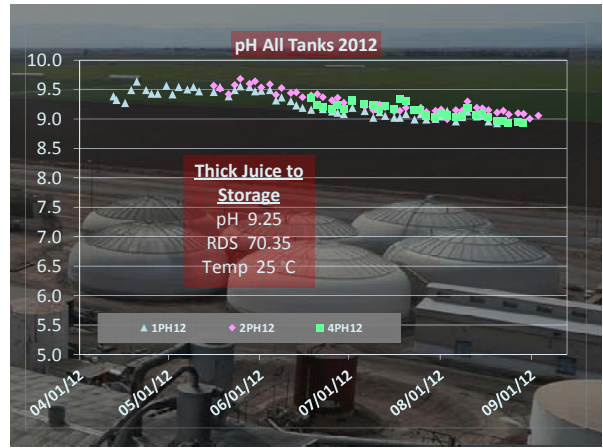 pH All Tanks 2012
10.0
9.5
9.0
8.5
8.0
7.5
7.0
6.5
6.0
5.5
5.0
Thick Juice to
Storage
pH 9.25
RDS 70.35
Temp 25 °C
1PH12 2PH12 4PH12
04/01/12 05/01/12 06/01/12 07/01/12 08/01/12 09/01/12